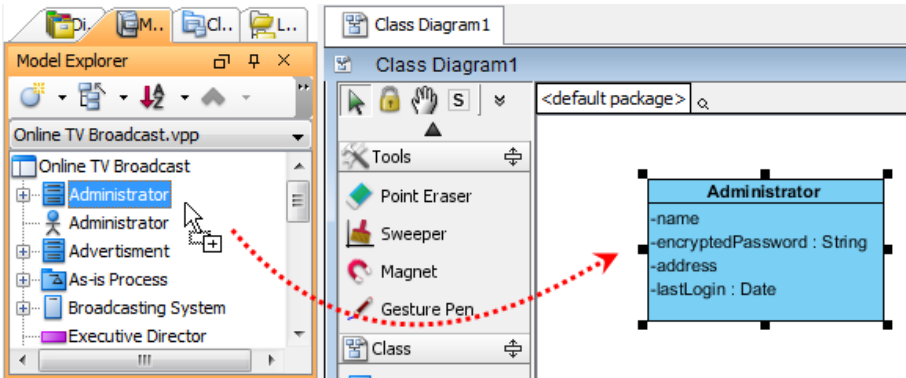 Di.
M..
Cl..
L..
Model Explorer
Online TV Broadcast.vpp
Online TV Broadcast
Administrator
Administrator
Advertisment
As-is Process
Broadcasting System
Executive Director
Class Diagram1
Class Diagram1
S
<default package>
Tools
Point Eraser
Sweeper
Magnet
Gesture Pen
Class
Administrator
-name
-encryptedPassword : String
-address
-lastLogin : Date